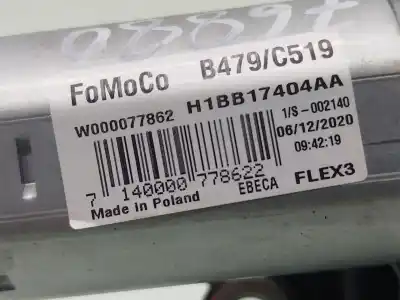 FoMoCo B479/C519
W000077862 H1BB17404AA
1/S-002140
06/12/2020
09:42:19
7 140000 778622
EBECA FLEX3
Made in Poland